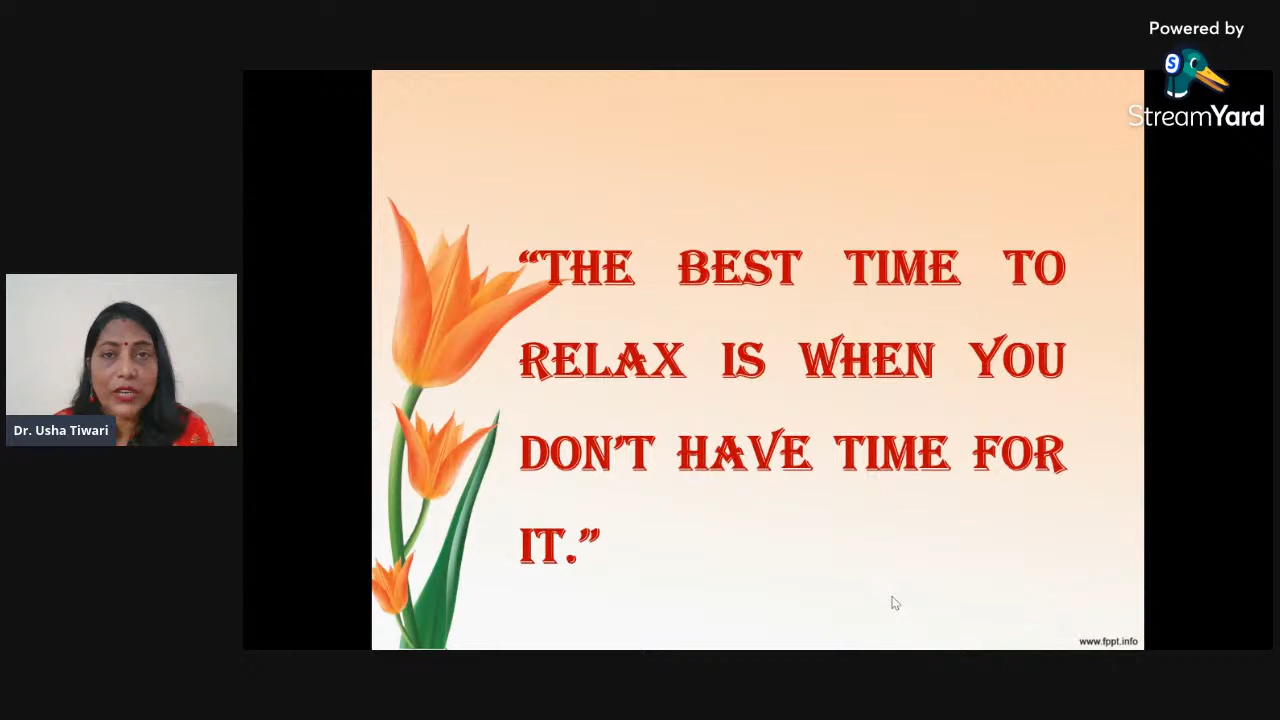 Powered by
StreamYard
“THE BEST TIME TO
RELAX IS WHEN YOU
DON’T HAVE TIME FOR
IT.”
Dr. Usha Tiwari
www.fppt.info